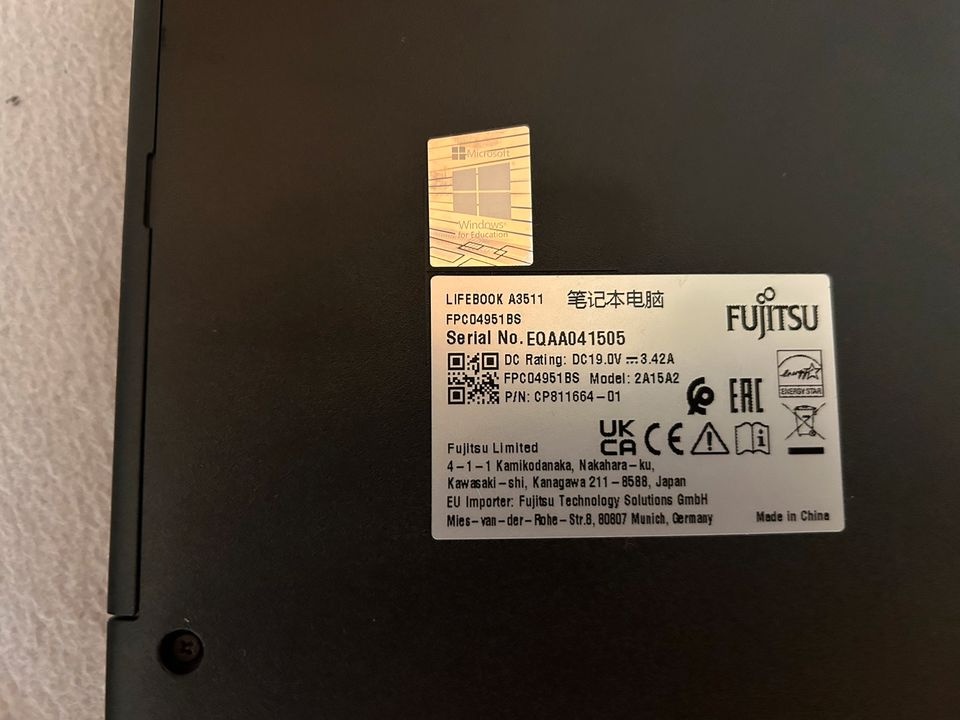 Microsoft
Windows
for Education
LIFEBOOK A3511 笔记本电脑
FPC04951BS
FUJITSU
Serial No. EQAA041505
DC Rating: DC19.0V 3.42A
FPC04951BS Model: 2A15A2
P/N: CP811664-01
EAC
energy
ENERGY STAR
UK
CA CE
Fujitsu Limited
4-1-1 Kamikodanaka, Nakahara-ku,
Kawasaki-shi, Kanagawa 211-8588, Japan
EU Importer: Fujitsu Technology Solutions GmbH
Mies-van-der-Rohe-Str.8, 80807 Munich, Germany Made in China